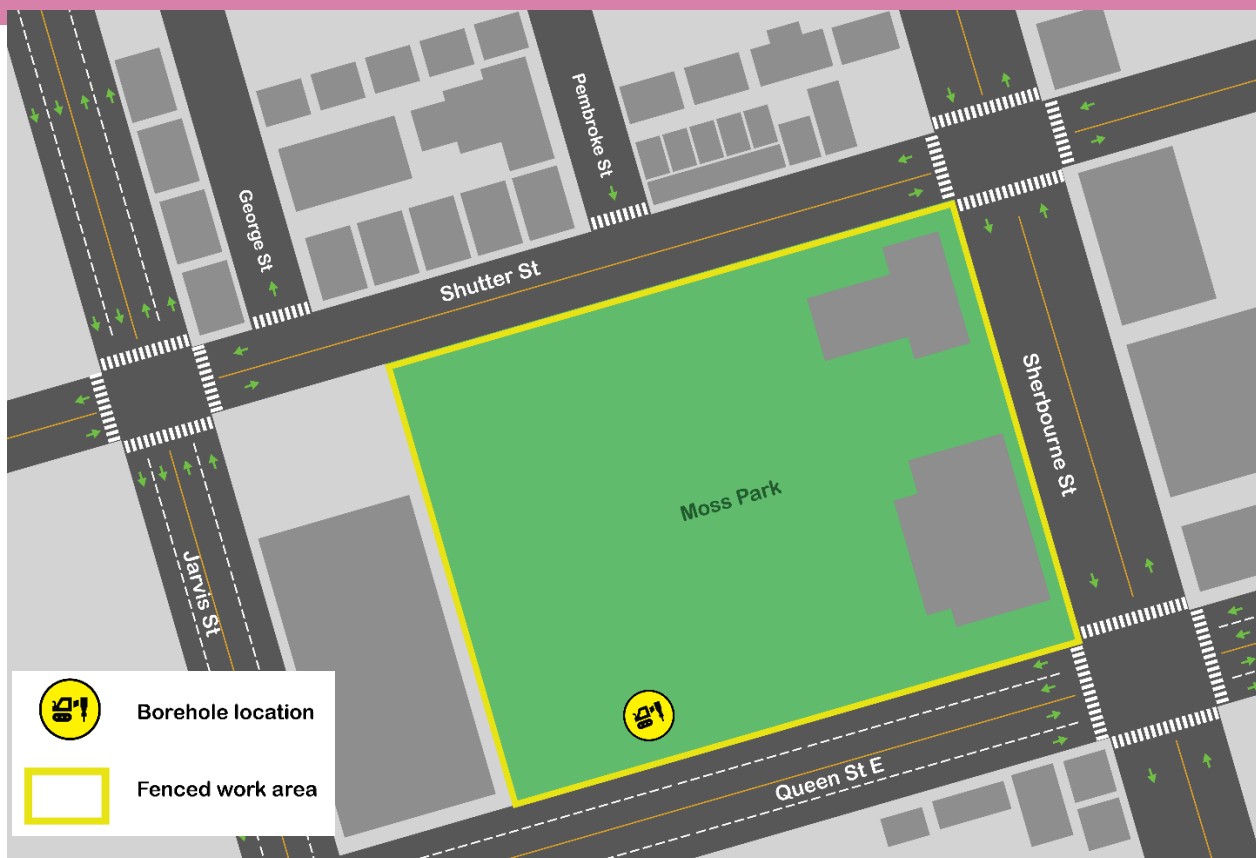 Pembroke St
George St
Shutter St
Sherbourne St
Moss Park
Jarvis St
Queen St E
Borehole location
Fenced work area